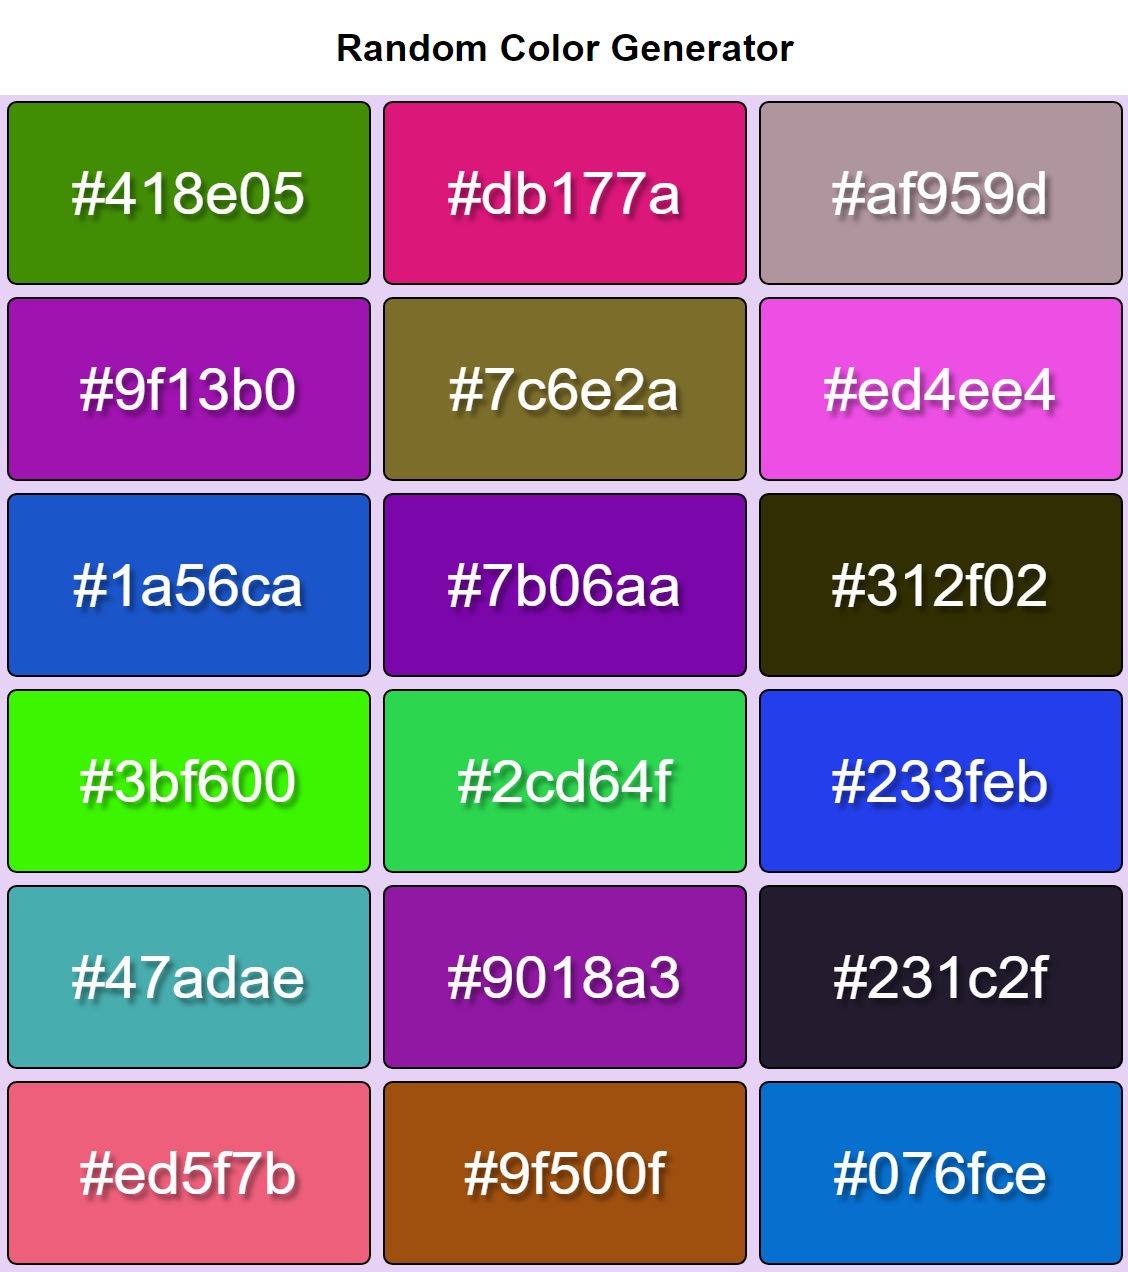 Random Color Generator
#418e05 #db177a #af959d
#9f13b0 #7c6e2a #ed4ee4
#1a56ca #7b06aa #312f02
#3bf600 #2cd64f #233feb
#47adae #9018a3 #231c2f
#ed5f7b #9f500f #076fce